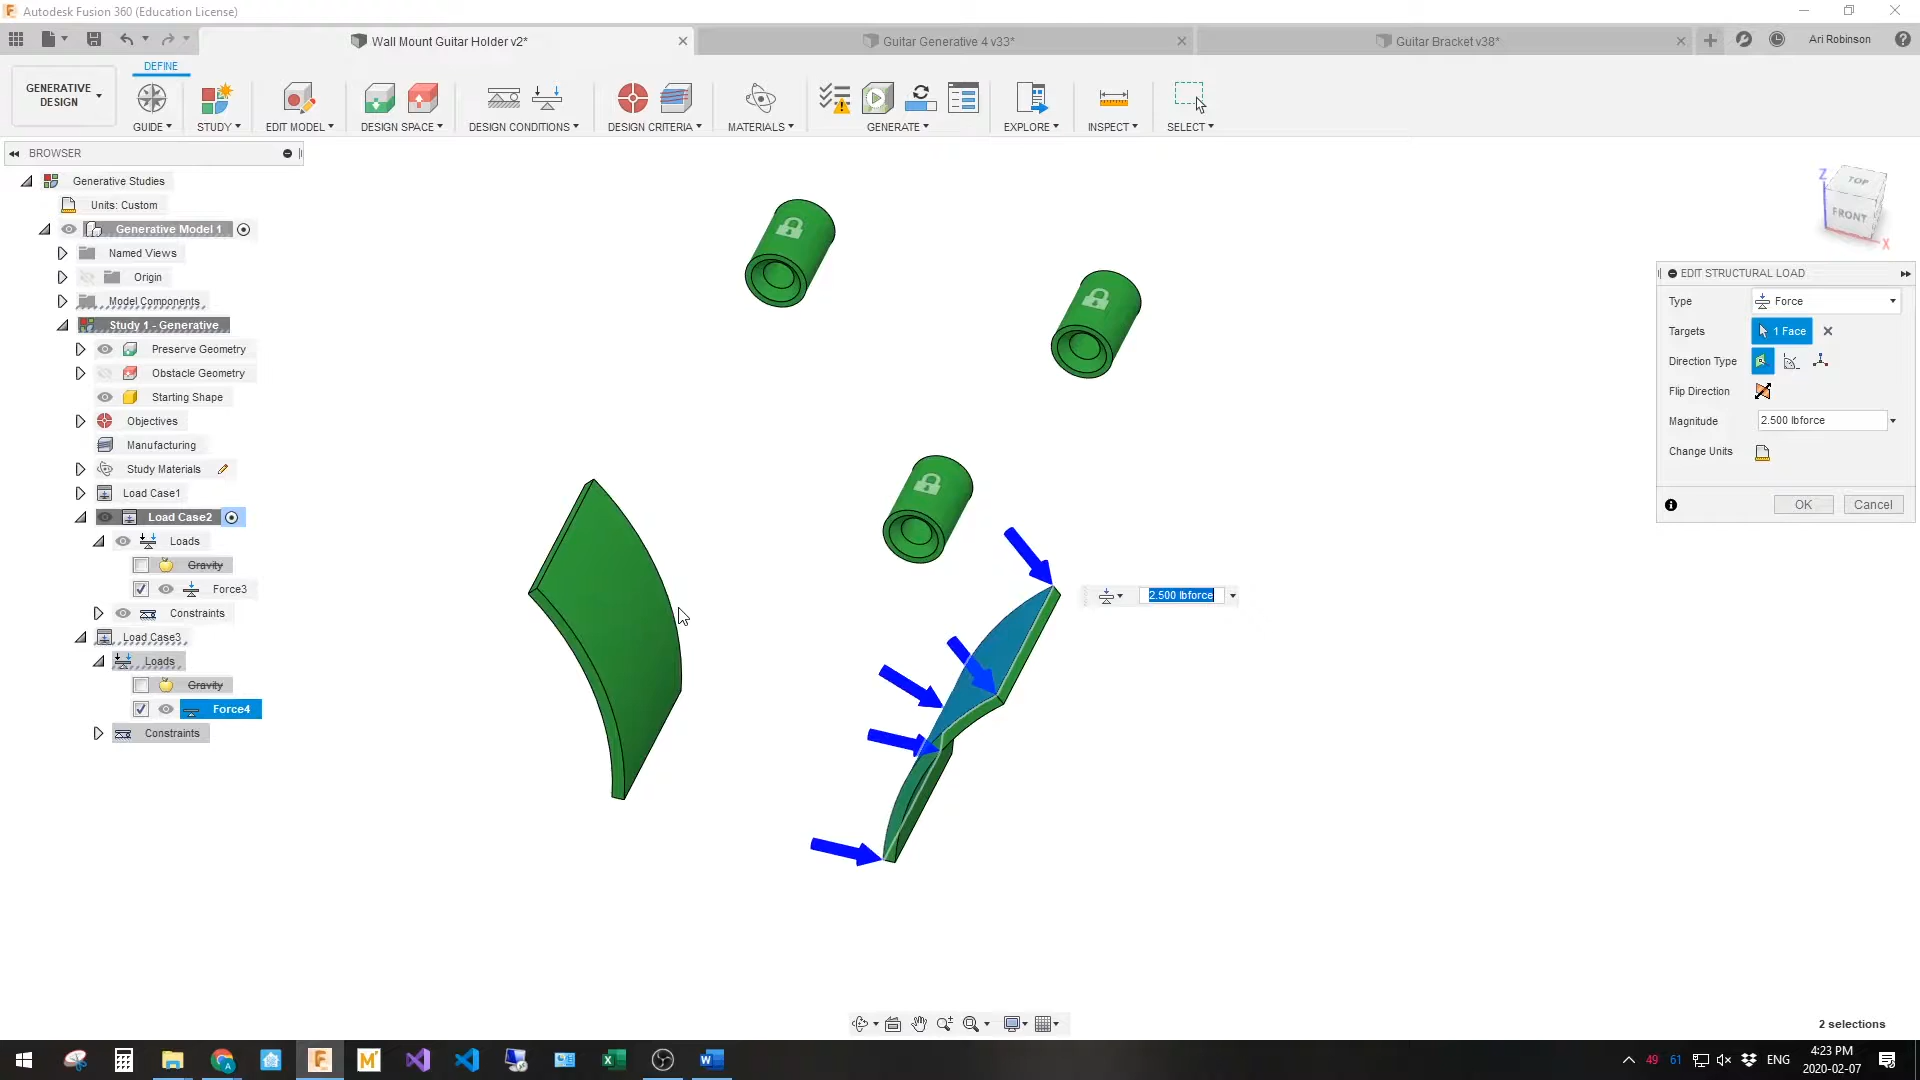 Autodesk Fusion 360 (Education License)
Wall Mount Guitar Holder v2*
Guitar Generative 4 v33*
Guitar Bracket v38*
Ari Robinson
GENERATIVE DESIGN
DEFINE
GUIDE
STUDY
EDIT MODEL
DESIGN SPACE
DESIGN CONDITIONS
DESIGN CRITERIA
MATERIALS
GENERATE
EXPLORE
INSPECT
SELECT
BROWSER
Generative Studies
Units: Custom
Generative Model 1
Named Views
Origin
Model Components
Study 1 - Generative
Preserve Geometry
Obstacle Geometry
Starting Shape
Objectives
Manufacturing
Study Materials
Load Case1
Load Case2
Loads
Gravity
Force3
Constraints
Load Case3
Loads
Gravity
Force4
Constraints
2.500 lbforce
Z
TOP
FRONT
X
EDIT STRUCTURAL LOAD
Type
Force
Targets
1 Face
Direction Type
Flip Direction
Magnitude
2.500 lbforce
Change Units
OK
Cancel
2 selections
49
61
ENG
4:23 PM
2020-02-07